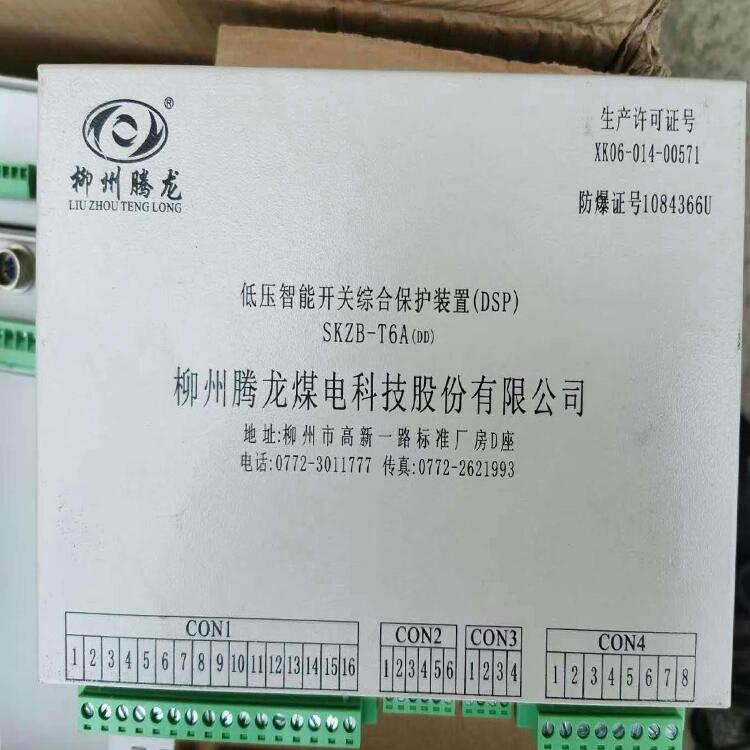 ®
柳州腾龙
LIU ZHOU TENG LONG
生产许可证号
XK06-014-00571
防爆证号1084366U
低压智能开关综合保护装置(DSP)
SKZB-T6A(DD)
柳州腾龙煤电科技股份有限公司
地址:柳州市高新一路标准厂房D座
电话:0772-3011777 传真:0772-2621993
CON1
1 2 3 4 5 6 7 8 9 10 11 12 13 14 15 16
CON2
1 2 3 4 5 6
CON3
1 2 3 4
CON4
1 2 3 4 5 6 7 8